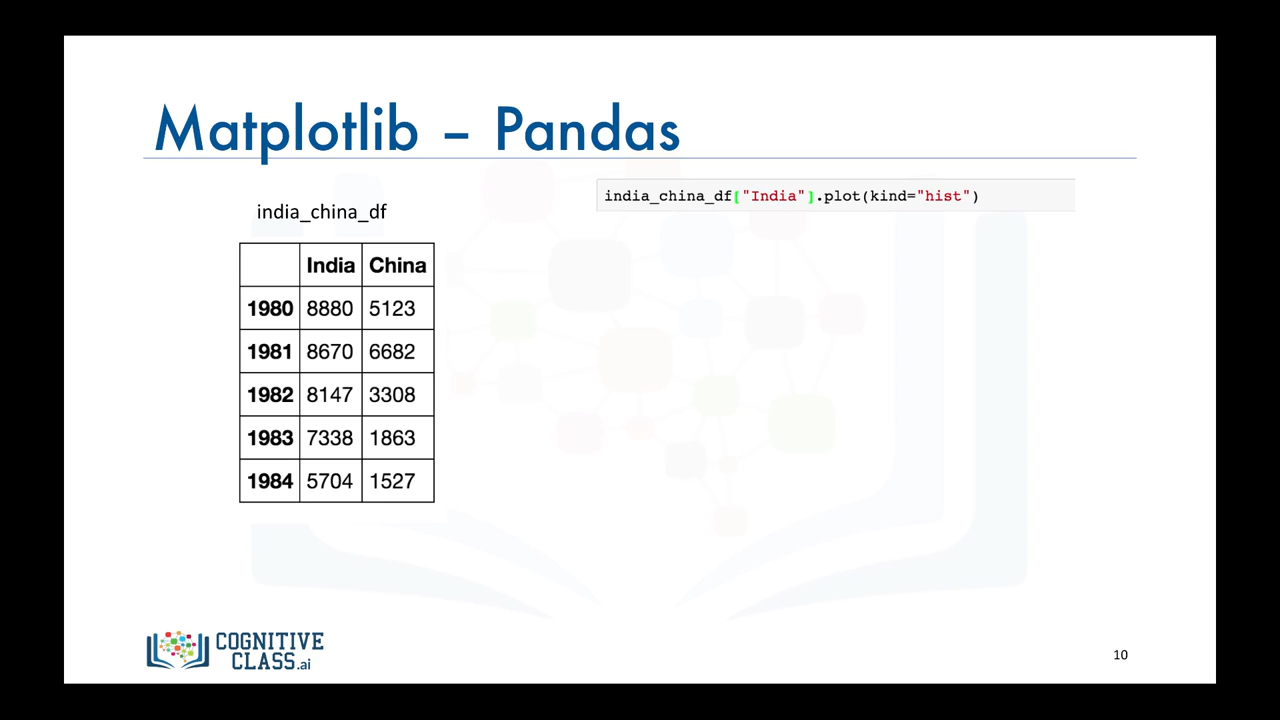 Matplotlib – Pandas
india_china_df
india_china_df["India"].plot(kind="hist")
India China
1980 8880 5123
1981 8670 6682
1982 8147 3308
1983 7338 1863
1984 5704 1527
COGNITIVE
CLASS.ai
10